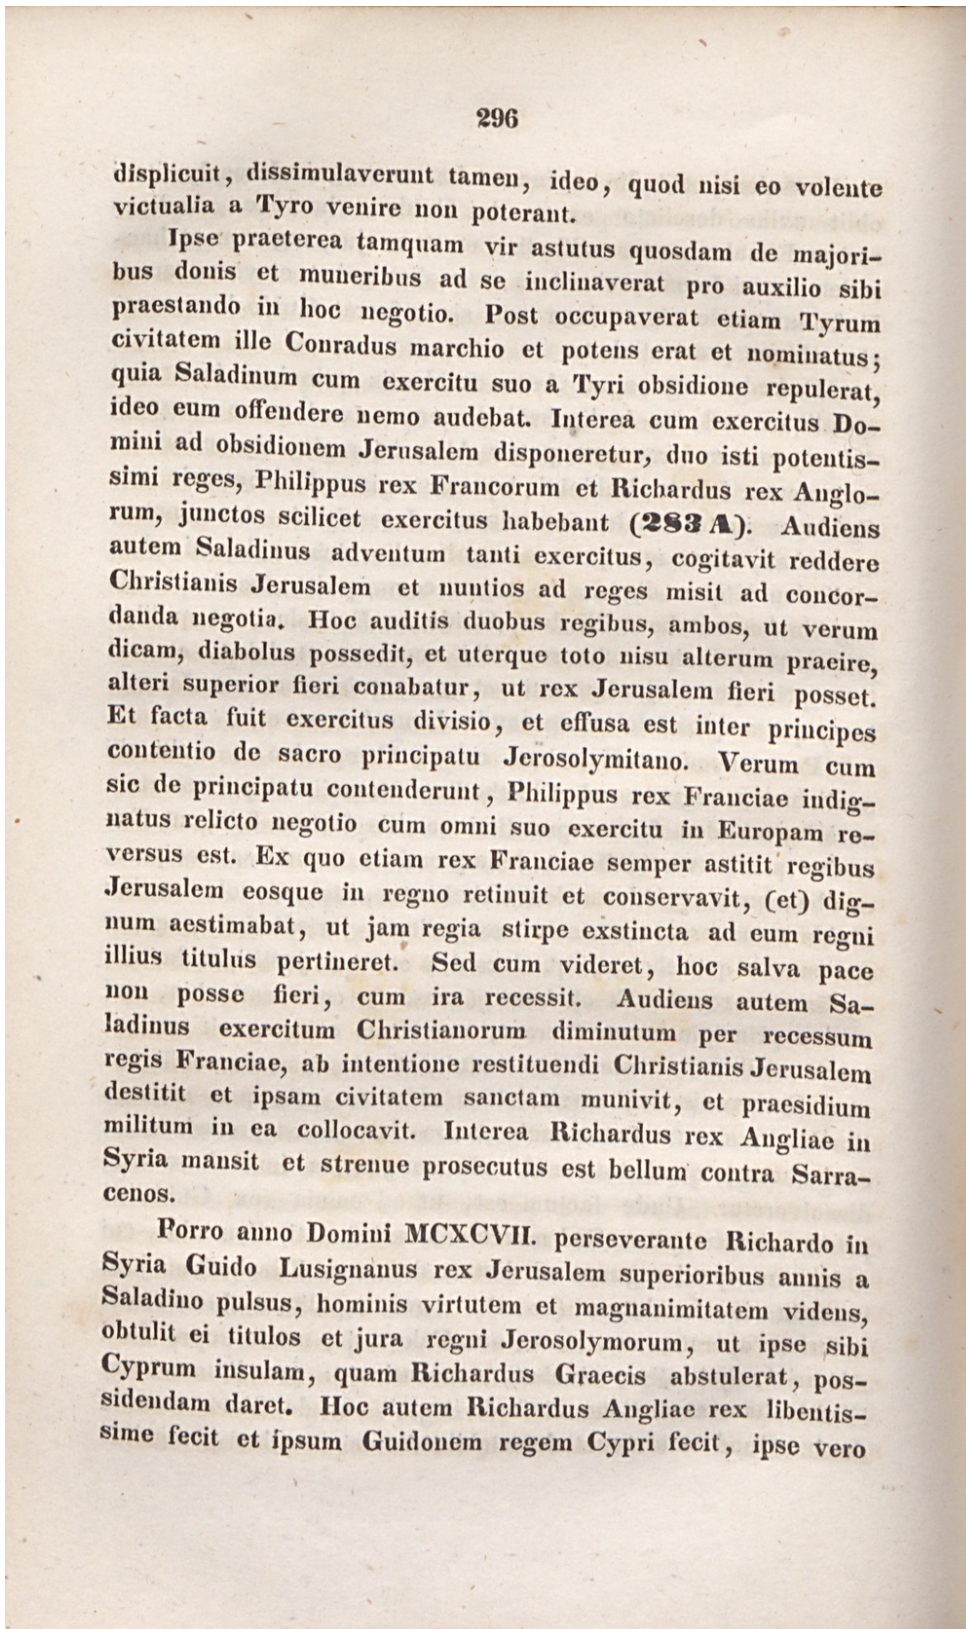 296
displicuit, dissimulaverunt tamen, ideo, quod nisi eo volente
victualia a Tyro venire non poterant.
Ipse praeterea tamquam vir astutus quosdam de majori-
bus donis et muneribus ad se inclinaverat pro auxilio sibi
praestando in hoc negotio. Post occupaverat etiam Tyrum
civitatem ille Conradus marchio et potens erat et nominatus;
quia Saladinum cum exercitu suo a Tyri obsidione repulerat,
ideo eum offendere nemo audebat. Interea cum exercitus Do-
mini ad obsidionem Jerusalem disponeretur, duo isti potentis-
simi reges, Philippus rex Francorum et Richardus rex Anglo-
rum, junctos scilicet exercitus habebant (283 A). Audiens
autem Saladinus adventum tanti exercitus, cogitavit reddere
Christianis Jerusalem et nuntios ad reges misit ad concor-
danda negotia. Hoc auditis duobus regibus, ambos, ut verum
dicam, diabolus possedit, et uterque toto nisu alterum praeire,
alteri superior fieri conabatur, ut rex Jerusalem fieri posset.
Et facta fuit exercitus divisio, et effusa est inter principes
contentio de sacro principatu Jerosolymitano. Verum cum
sic de principatu contenderunt, Philippus rex Franciae indig-
natus relicto negotio cum omni suo exercitu in Europam re-
versus est. Ex quo etiam rex Franciae semper astitit regibus
Jerusalem eosque in regno retinuit et conservavit, (et) dig-
num aestimabat, ut jam regia stirpe exstincta ad eum regni
illius titulus pertineret. Sed cum videret, hoc salva pace
non posse fieri, cum ira recessit. Audiens autem Sa-
ladinus exercitum Christianorum diminutum per recessum
regis Franciae, ab intentione restituendi Christianis Jerusalem
destitit et ipsam civitatem sanctam munivit, et praesidium
militum in ea collocavit. Interea Richardus rex Angliae in
Syria mansit et strenue prosecutus est bellum contra Sarra-
cenos.
Porro anno Domini MCXCVII. perseverante Richardo in
Syria Guido Lusignanus rex Jerusalem superioribus annis a
Saladino pulsus, hominis virtutem et magnanimitatem videns,
obtulit ei titulos et jura regni Jerosolymorum, ut ipse sibi
Cyprum insulam, quam Richardus Graecis abstulerat, pos-
sidendam daret. Hoc autem Richardus Angliae rex libentis-
sime fecit et ipsum Guidonem regem Cypri fecit, ipse vero